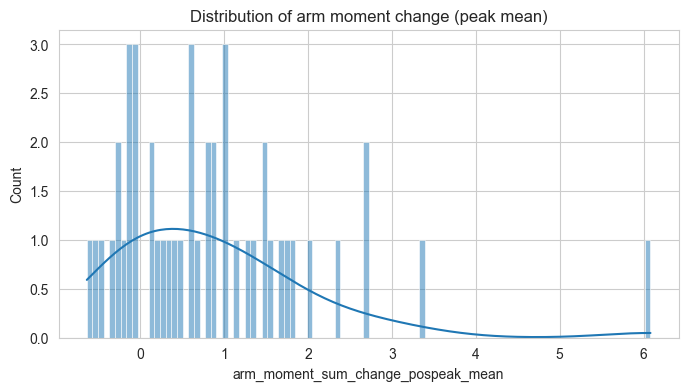 Distribution of arm moment change (peak mean)
3.0
2.5
2.0
1.5
1.0
0.5
0.0
Count
0 1 2 3 4 5 6
arm_moment_sum_change_pospeak_mean